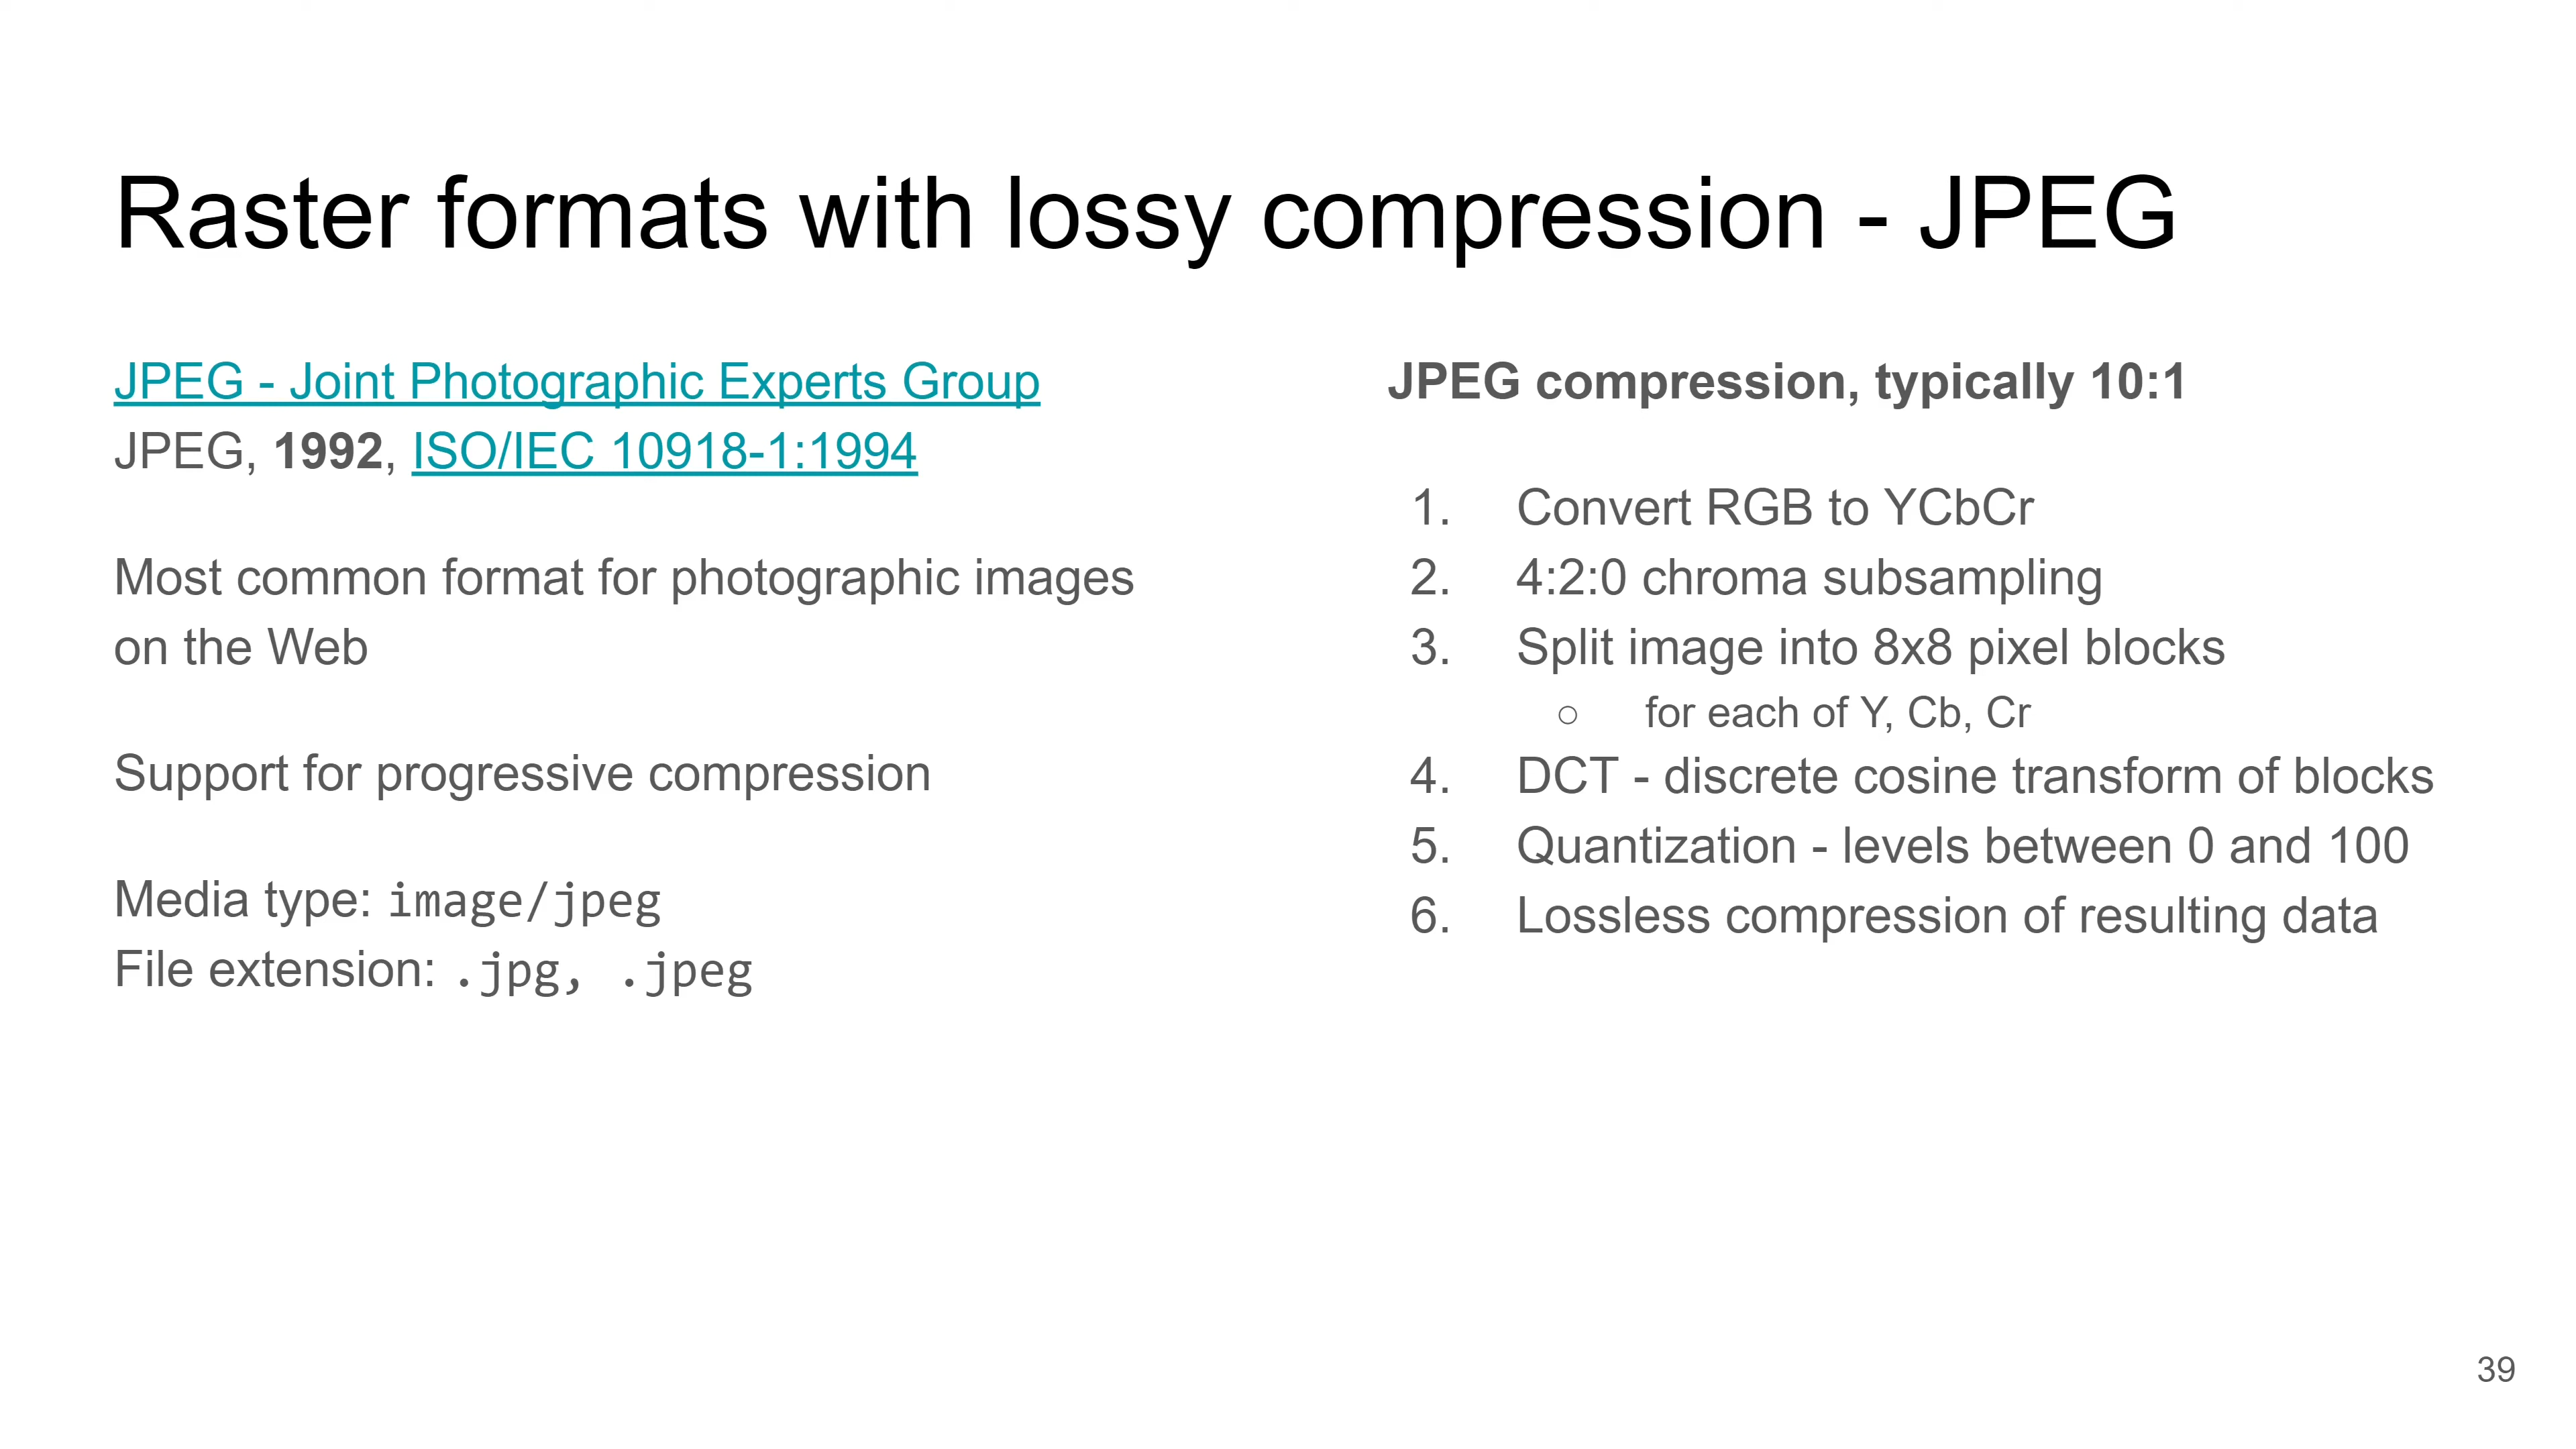 Raster formats with lossy compression - JPEG
JPEG - Joint Photographic Experts Group
JPEG, 1992, ISO/IEC 10918-1:1994
Most common format for photographic images
on the Web
Support for progressive compression
Media type: image/jpeg
File extension: .jpg, .jpeg
JPEG compression, typically 10:1
1. Convert RGB to YCbCr
2. 4:2:0 chroma subsampling
3. Split image into 8x8 pixel blocks
○ for each of Y, Cb, Cr
4. DCT - discrete cosine transform of blocks
5. Quantization - levels between 0 and 100
6. Lossless compression of resulting data
39